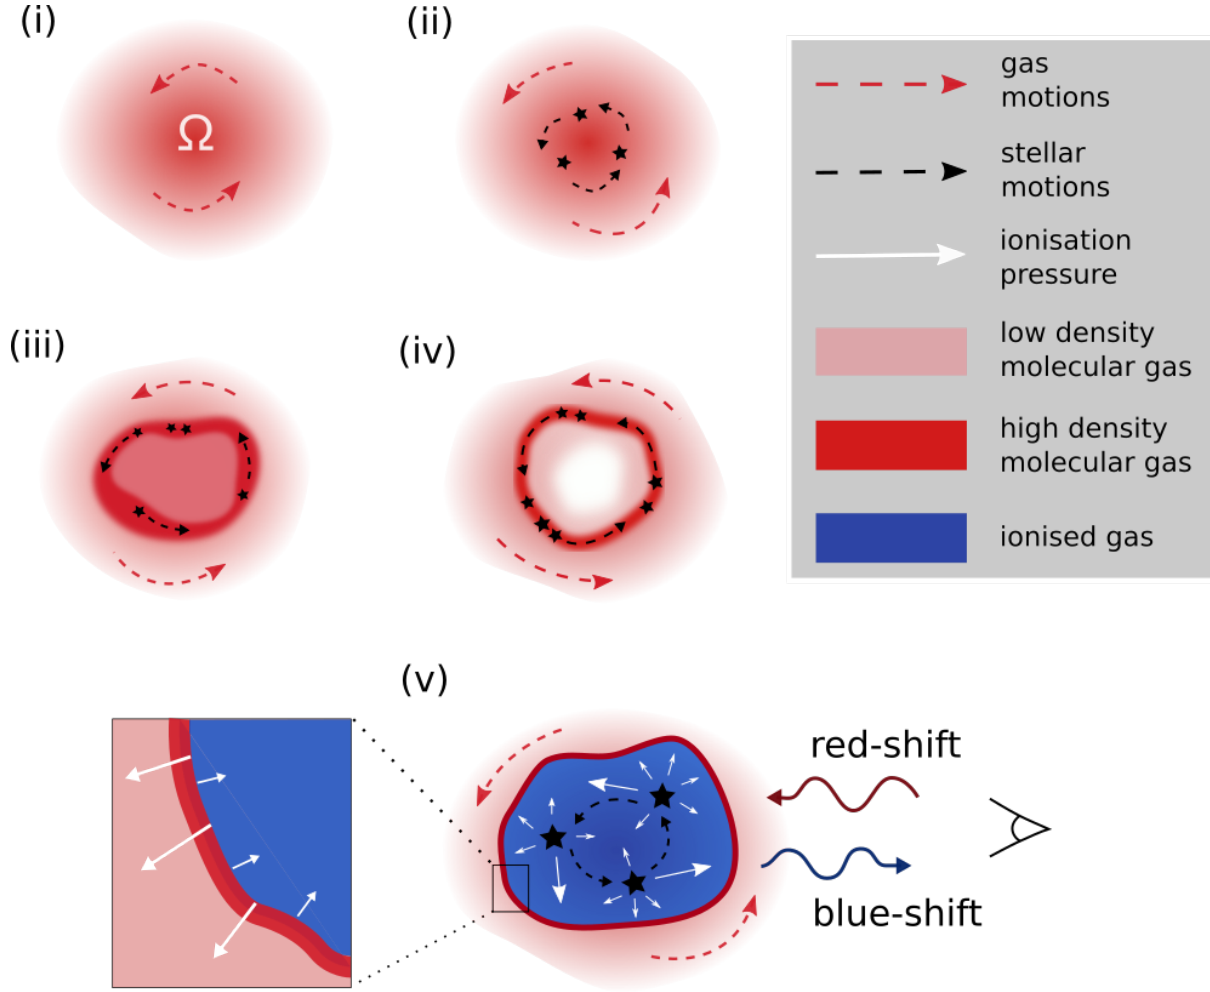 (i)
Ω
(ii)
gas
motions
stellar
motions
ionisation
pressure
low density
molecular gas
high density
molecular gas
ionised gas
(iii)
(iv)
(v)
red-shift
blue-shift